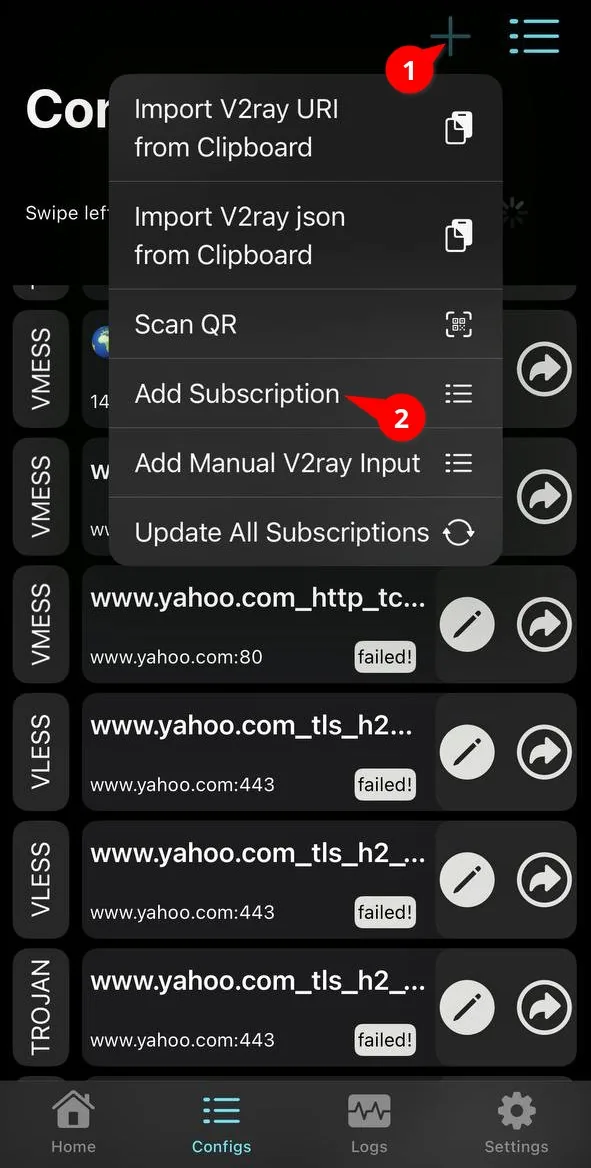 1
Con
Import V2ray URI
from Clipboard
Import V2ray json
from Clipboard
Swipe left
Scan QR
Add Subscription
2
Add Manual V2ray Input
Update All Subscriptions
VMESS
14
VMESS
w
VMESS
www.yahoo.com_http_tc...
www.yahoo.com:80
failed!
VLESS
www.yahoo.com_tls_h2...
www.yahoo.com:443
failed!
VLESS
www.yahoo.com_tls_h2_...
www.yahoo.com:443
failed!
TROJAN
www.yahoo.com_tls_h2_...
www.yahoo.com:443
failed!
Home
Configs
Logs
Settings